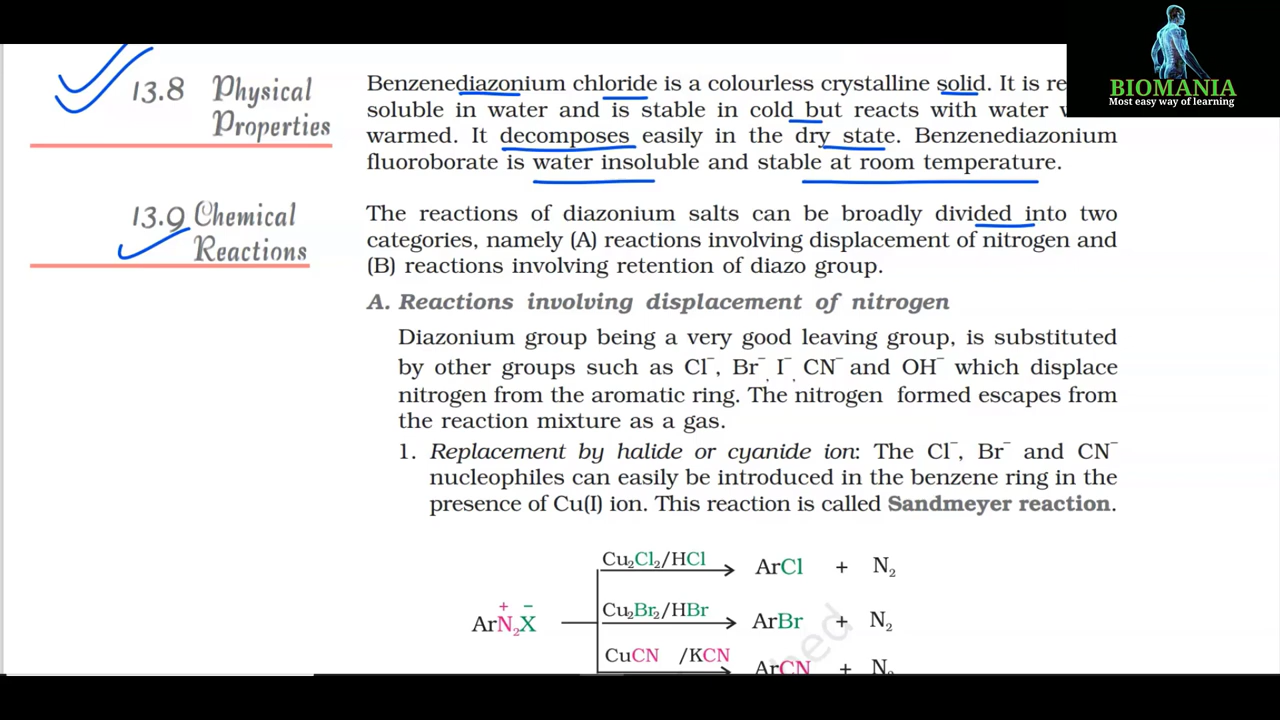 BIOMANIA
Most easy way of learning
13.8 Physical
Properties
Benzenediazonium chloride is a colourless crystalline solid. It is
soluble in water and is stable in cold but reacts with water
warmed. It decomposes easily in the dry state. Benzenediazonium
fluoroborate is water insoluble and stable at room temperature.
13.9 Chemical
Reactions
The reactions of diazonium salts can be broadly divided into two
categories, namely (A) reactions involving displacement of nitrogen and
(B) reactions involving retention of diazo group.
A. Reactions involving displacement of nitrogen
Diazonium group being a very good leaving group, is substituted
by other groups such as Cl⁻, Br⁻, I⁻, CN⁻ and OH⁻ which displace
nitrogen from the aromatic ring. The nitrogen formed escapes from
the reaction mixture as a gas.
1. Replacement by halide or cyanide ion: The Cl⁻, Br⁻ and CN⁻
nucleophiles can easily be introduced in the benzene ring in the
presence of Cu(I) ion. This reaction is called Sandmeyer reaction.
Cu₂Cl₂/HCl ArCl + N₂
ArN₂⁺X⁻ Cu₂Br₂/HBr ArBr + N₂
CuCN /KCN ArCN + N₂